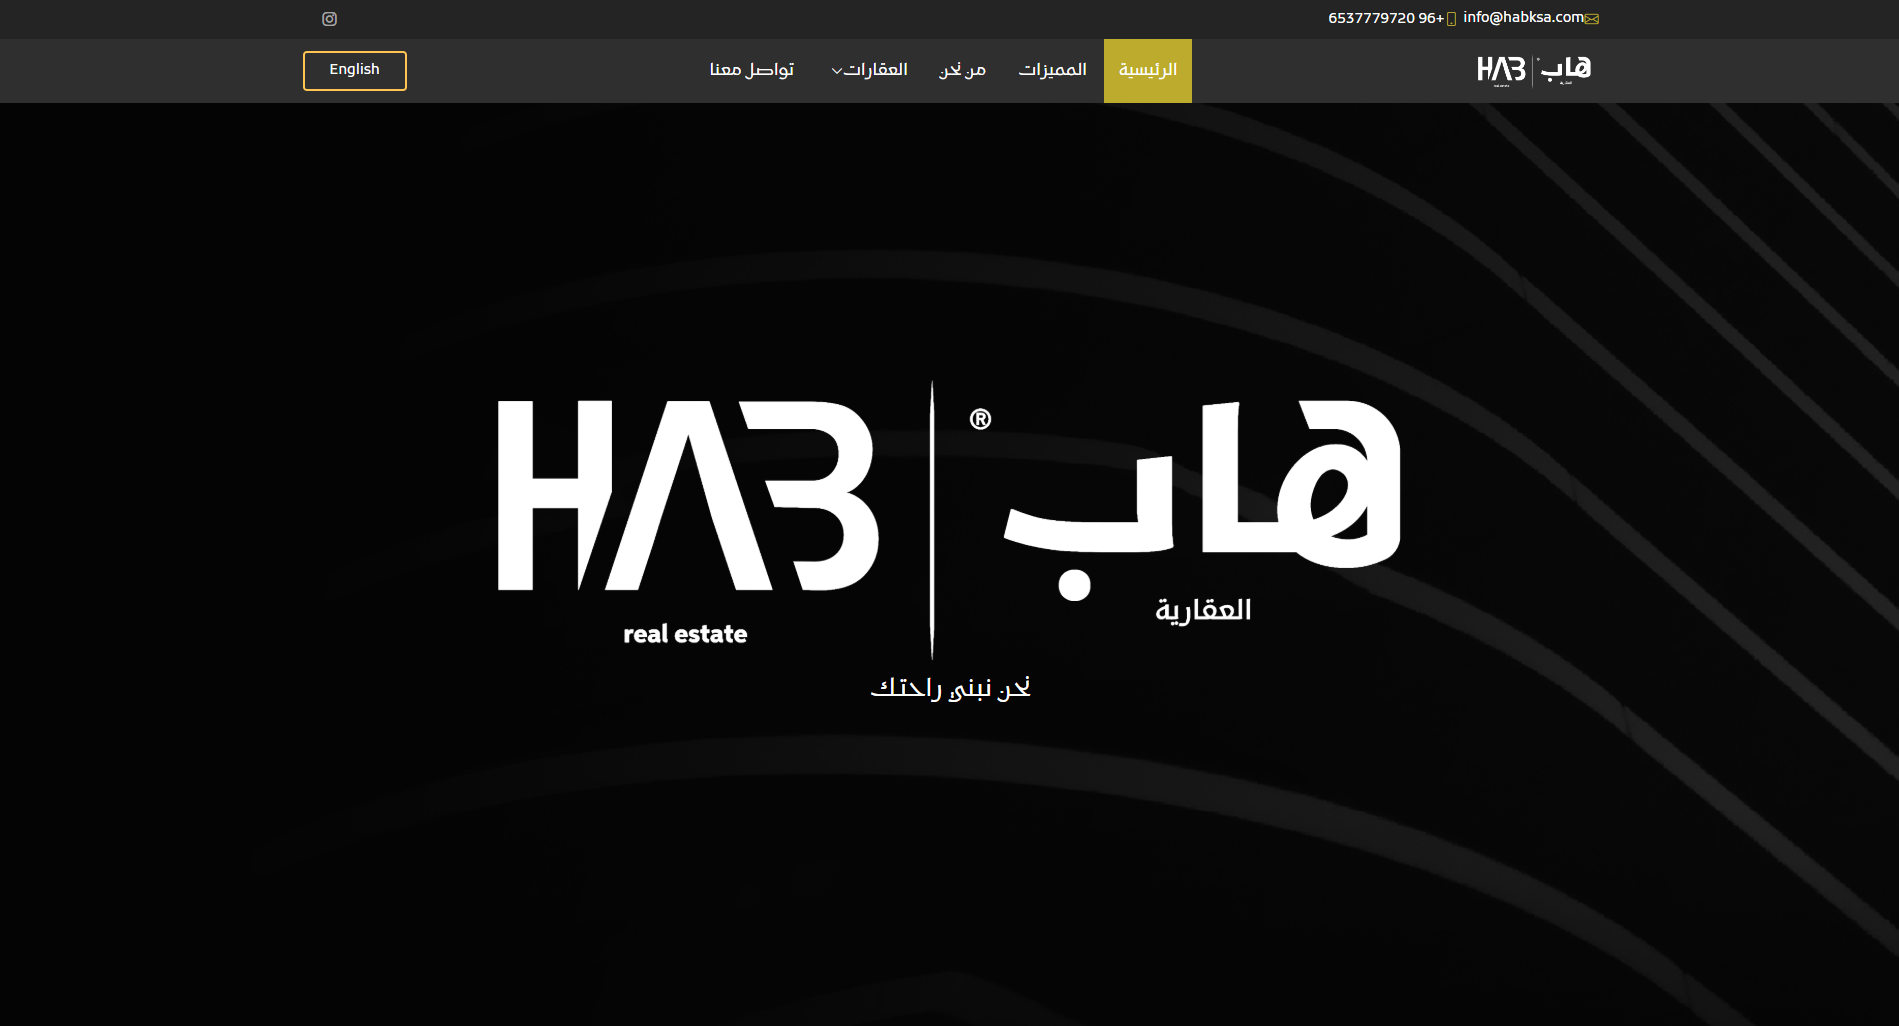 info@habksa.com 6537779720 96+
هاب HAB
الرئيسية المميزات من نحن العقارات تواصل معنا English
هاب ® HAB
العقارية
real estate
نحن نبني راحتك